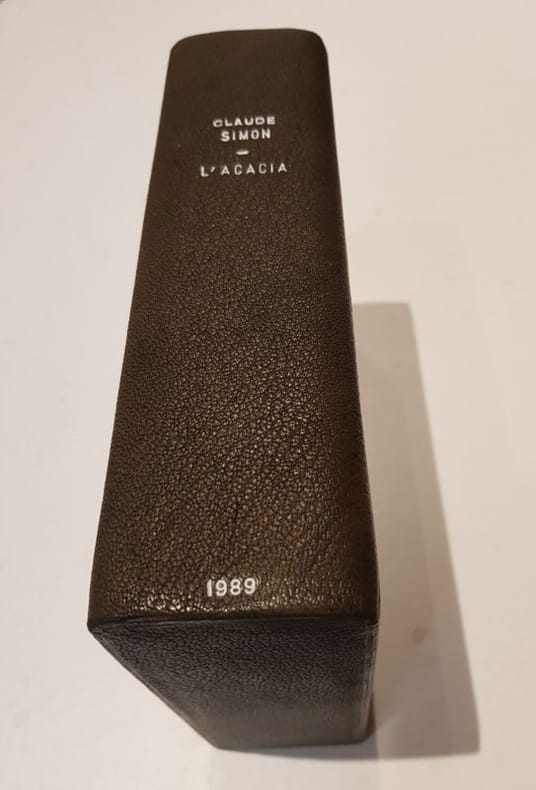 CLAUDE
SIMON
-
L'ACACIA
1989